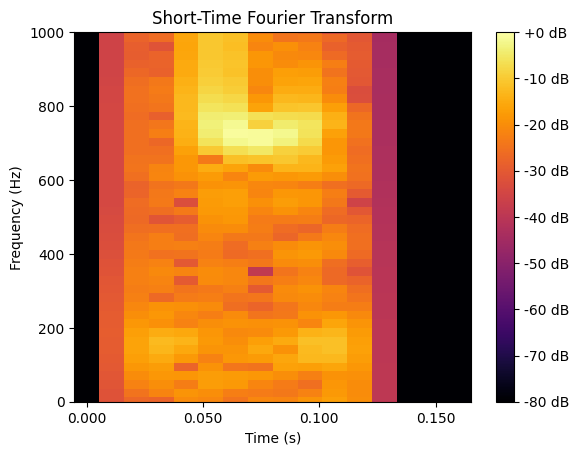 Short-Time Fourier Transform
1000
800
600
400
200
0
Frequency (Hz)
0.000
0.050
0.100
0.150
Time (s)
+0 dB
-10 dB
-20 dB
-30 dB
-40 dB
-50 dB
-60 dB
-70 dB
-80 dB